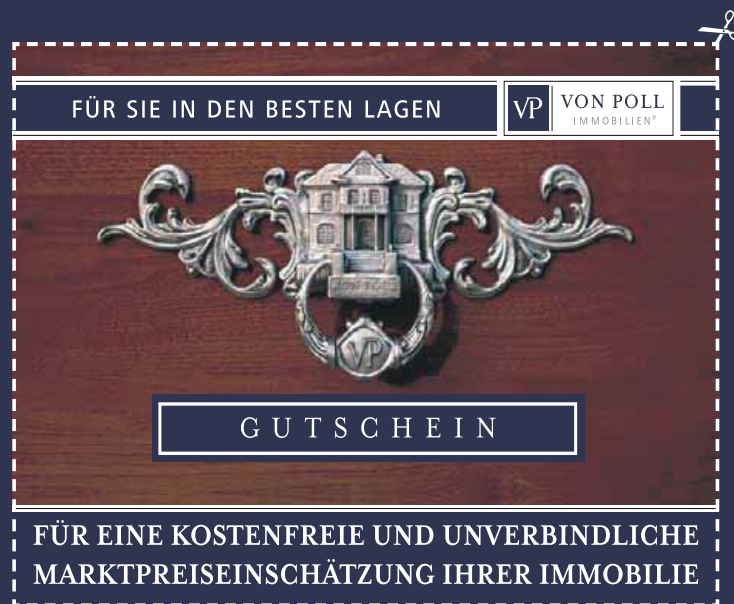 FÜR SIE IN DEN BESTEN LAGEN
VP VON POLL
IMMOBILIEN®
VP
GUTSCHEIN
FÜR EINE KOSTENFREIE UND UNVERBINDLICHE
MARKTPREISEINSCHÄTZUNG IHRER IMMOBILIE